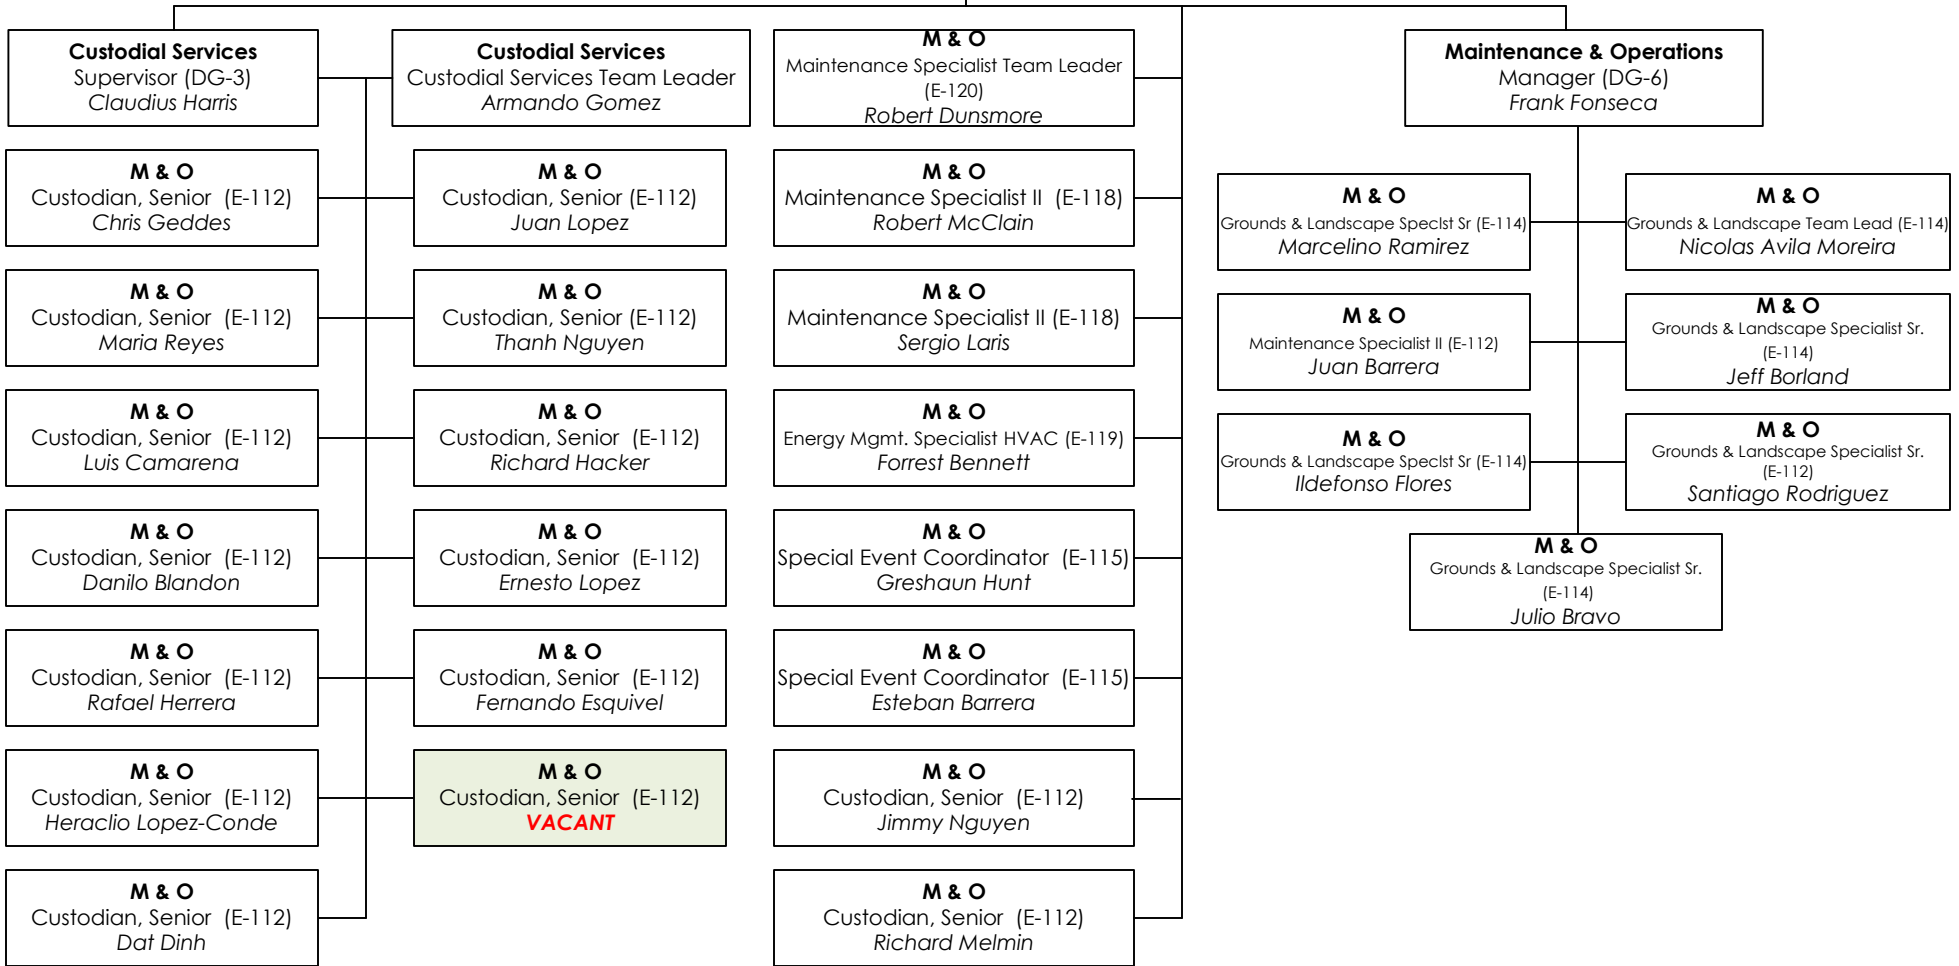 Custodial Services
Supervisor (DG-3)
Claudius Harris
Custodial Services
Custodial Services Team Leader
Armando Gomez
M & O
Maintenance Specialist Team Leader
(E-120)
Robert Dunsmore
Maintenance & Operations
Manager (DG-6)
Frank Fonseca
M & O
Custodian, Senior (E-112)
Chris Geddes
M & O
Custodian, Senior (E-112)
Juan Lopez
M & O
Maintenance Specialist II (E-118)
Robert McClain
M & O
Grounds & Landscape Speclst Sr (E-114)
Marcelino Ramirez
M & O
Grounds & Landscape Team Lead (E-114)
Nicolas Avila Moreira
M & O
Custodian, Senior (E-112)
Maria Reyes
M & O
Custodian, Senior (E-112)
Thanh Nguyen
M & O
Maintenance Specialist II (E-118)
Sergio Laris
M & O
Maintenance Specialist II (E-112)
Juan Barrera
M & O
Grounds & Landscape Specialist Sr.
(E-114)
Jeff Borland
M & O
Custodian, Senior (E-112)
Luis Camarena
M & O
Custodian, Senior (E-112)
Richard Hacker
M & O
Energy Mgmt. Specialist HVAC (E-119)
Forrest Bennett
M & O
Grounds & Landscape Speclst Sr (E-114)
Ildefonso Flores
M & O
Grounds & Landscape Specialist Sr.
(E-112)
Santiago Rodriguez
M & O
Custodian, Senior (E-112)
Danilo Blandon
M & O
Custodian, Senior (E-112)
Ernesto Lopez
M & O
Special Event Coordinator (E-115)
Greshaun Hunt
M & O
Grounds & Landscape Specialist Sr.
(E-114)
Julio Bravo
M & O
Custodian, Senior (E-112)
Rafael Herrera
M & O
Custodian, Senior (E-112)
Fernando Esquivel
M & O
Special Event Coordinator (E-115)
Esteban Barrera
M & O
Custodian, Senior (E-112)
Heraclio Lopez-Conde
M & O
Custodian, Senior (E-112)
VACANT
M & O
Custodian, Senior (E-112)
Jimmy Nguyen
M & O
Custodian, Senior (E-112)
Dat Dinh
M & O
Custodian, Senior (E-112)
Richard Melmin